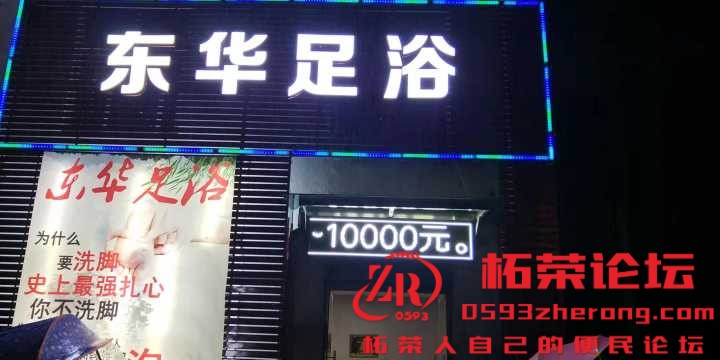 东华足浴
东华足浴
为什么
要洗脚
史上最强扎心
你不洗脚
10000元。
ZR
0593
柘荣论坛
0593zherong.com
柘荣人自己的便民论坛